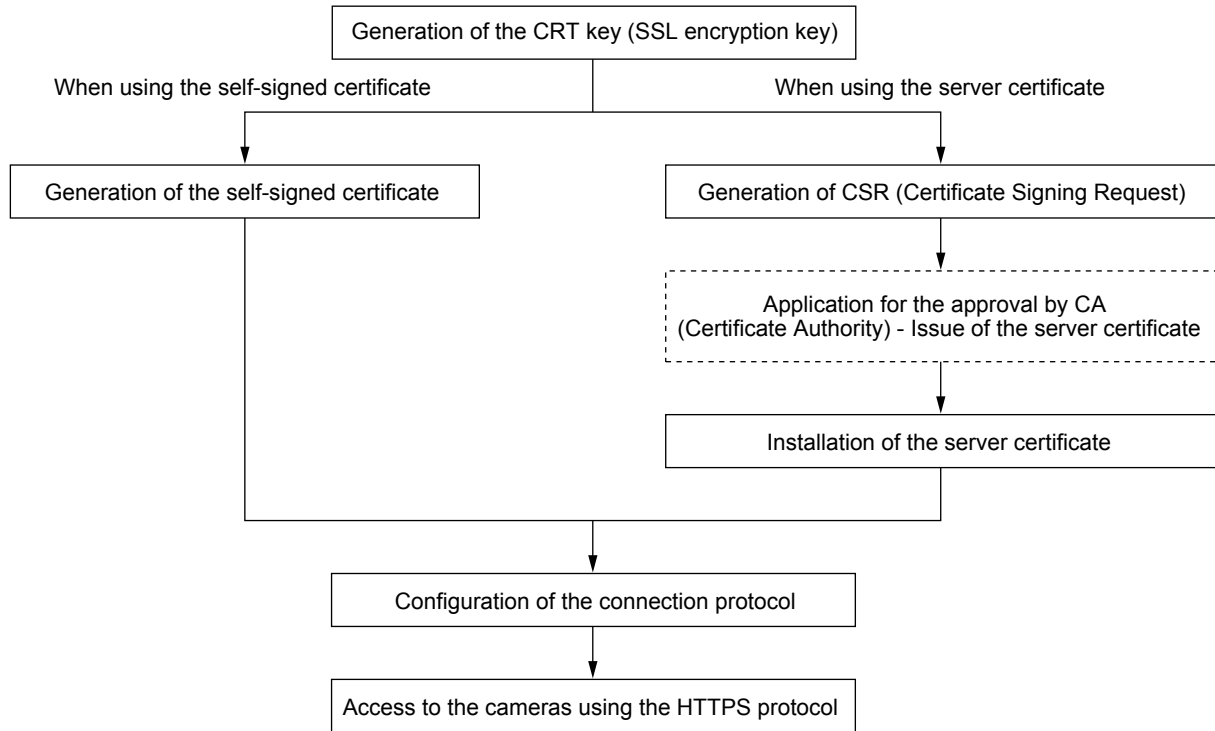 Generation of the CRT key (SSL encryption key)
When using the self-signed certificate
When using the server certificate
Generation of the self-signed certificate
Generation of CSR (Certificate Signing Request)
Application for the approval by CA
(Certificate Authority) - Issue of the server certificate
Installation of the server certificate
Configuration of the connection protocol
Access to the cameras using the HTTPS protocol